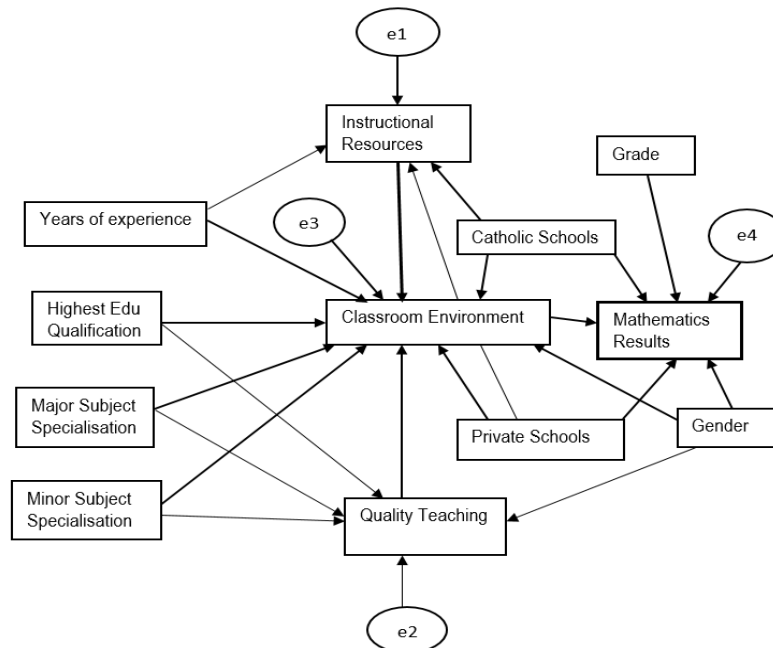 e1
Instructional
Resources
Grade
Years of experience
e3
Catholic Schools
e4
Highest Edu
Qualification
Classroom Environment
Mathematics
Results
Major Subject
Specialisation
Private Schools
Gender
Minor Subject
Specialisation
Quality Teaching
e2